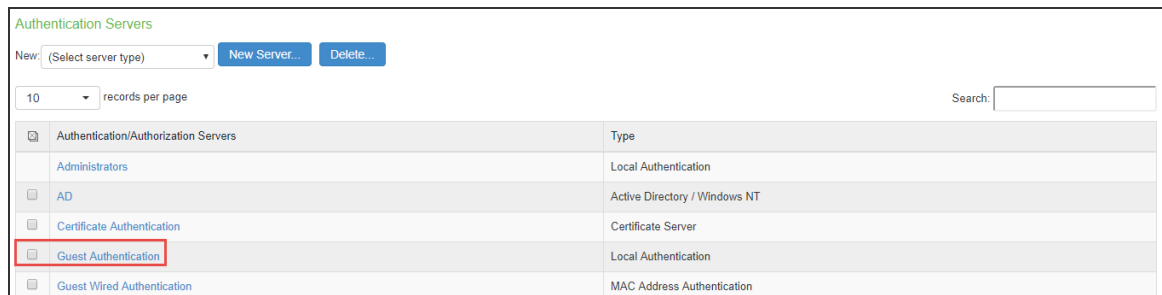 Authentication Servers
New: (Select server type) New Server... Delete...
10 records per page Search:
Authentication/Authorization Servers Type
Administrators Local Authentication
AD Active Directory / Windows NT
Certificate Authentication Certificate Server
Guest Authentication Local Authentication
Guest Wired Authentication MAC Address Authentication